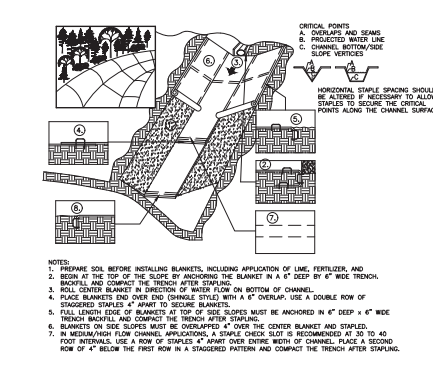 CRITICAL POINTS
A. OVERLAPS AND SEAMS
B. PROJECTED WATER LINE
C. CHANNEL BOTTOM/SIDE
SLOPE VERTICIES
HORIZONTAL STAPLE SPACING SHOUL
BE ALTERED IF NECESSARY TO ALLOW
STAPLES TO SECURE THE CRITICAL
POINTS ALONG THE CHANNEL SURFAC
6.
3.
4.
5.
2.
7.
8.
C
NOTES:
1. PREPARE SOIL BEFORE INSTALLING BLANKETS, INCLUDING APPLICATION OF LIME, FERTILIZER, AND
2. BEGIN AT THE TOP OF THE SLOPE BY ANCHORING THE BLANKET IN A 6" DEEP BY 6" WIDE TRENCH.
BACKFILL AND COMPACT THE TRENCH AFTER STAPLING.
3. ROLL CENTER BLANKET IN DIRECTION OF WATER FLOW ON BOTTOM OF CHANNEL.
4. PLACE BLANKETS END OVER END (SHINGLE STYLE) WITH A 6" OVERLAP. USE A DOUBLE ROW OF
STAGGERED STAPLES 4" APART TO SECURE BLANKETS.
5. FULL LENGTH EDGE OF BLANKETS AT TOP OF SIDE SLOPES MUST BE ANCHORED IN 6" DEEP x 6" WIDE
TRENCH BACKFILL AND COMPACT THE TRENCH AFTER STAPLING.
6. BLANKETS ON SIDE SLOPES MUST BE OVERLAPPED 4" OVER THE CENTER BLANKET AND STAPLED.
7. IN MEDIUM/HIGH FLOW CHANNEL APPLICATIONS, A STAPLE CHECK SLOT IS RECOMMENDED AT 30 TO 40
FOOT INTERVALS. USE A ROW OF STAPLES 4" APART OVER ENTIRE WIDTH OF CHANNEL. PLACE A SECOND
ROW OF 4" BELOW THE FIRST ROW IN A STAGGERED PATTERN AND COMPACT THE TRENCH AFTER STAPLING.